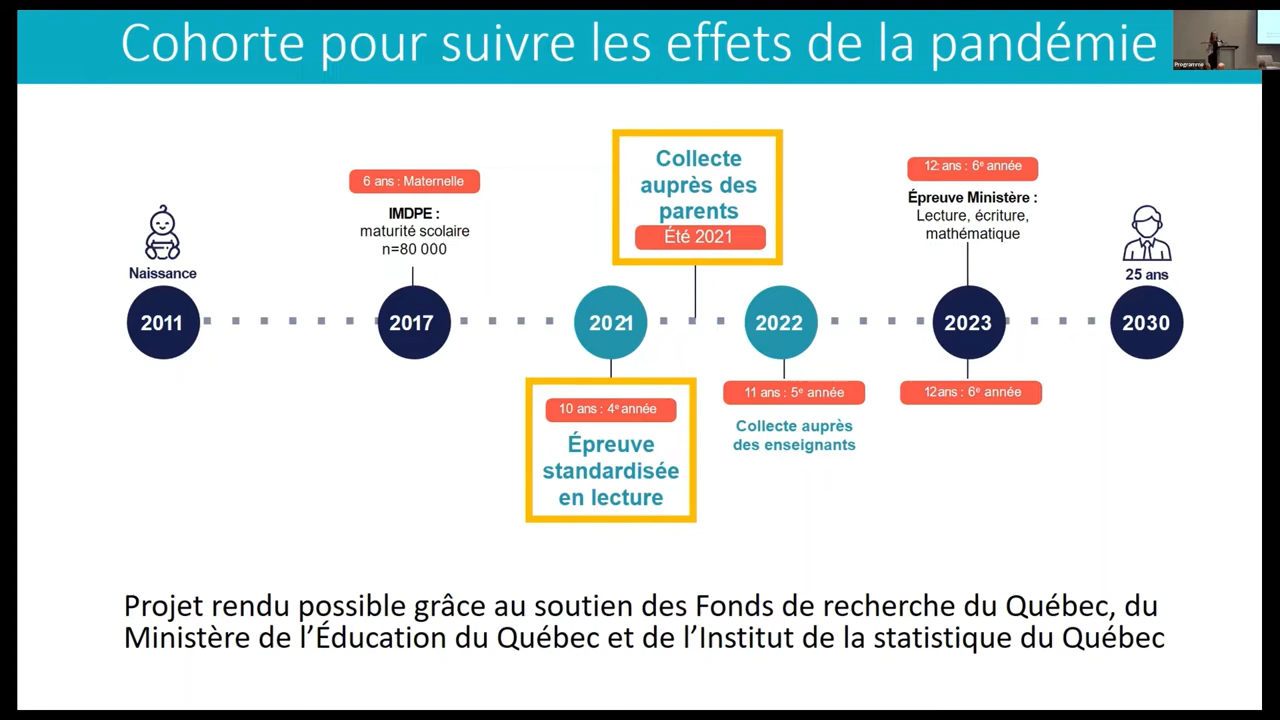 Cohorte pour suivre les effets de la pandémie
Programme
Collecte
auprès des
parents
Été 2021
6 ans : Maternelle
IMDPE :
maturité scolaire
n=80 000
12 ans : 6e année
Épreuve Ministère :
Lecture, écriture,
mathématique
Naissance
25 ans
2011
2017
2021
2022
2023
2030
10 ans : 4e année
Épreuve
standardisée
en lecture
11 ans : 5e année
Collecte auprès
des enseignants
12ans : 6e année
Projet rendu possible grâce au soutien des Fonds de recherche du Québec, du
Ministère de l'Éducation du Québec et de l'Institut de la statistique du Québec